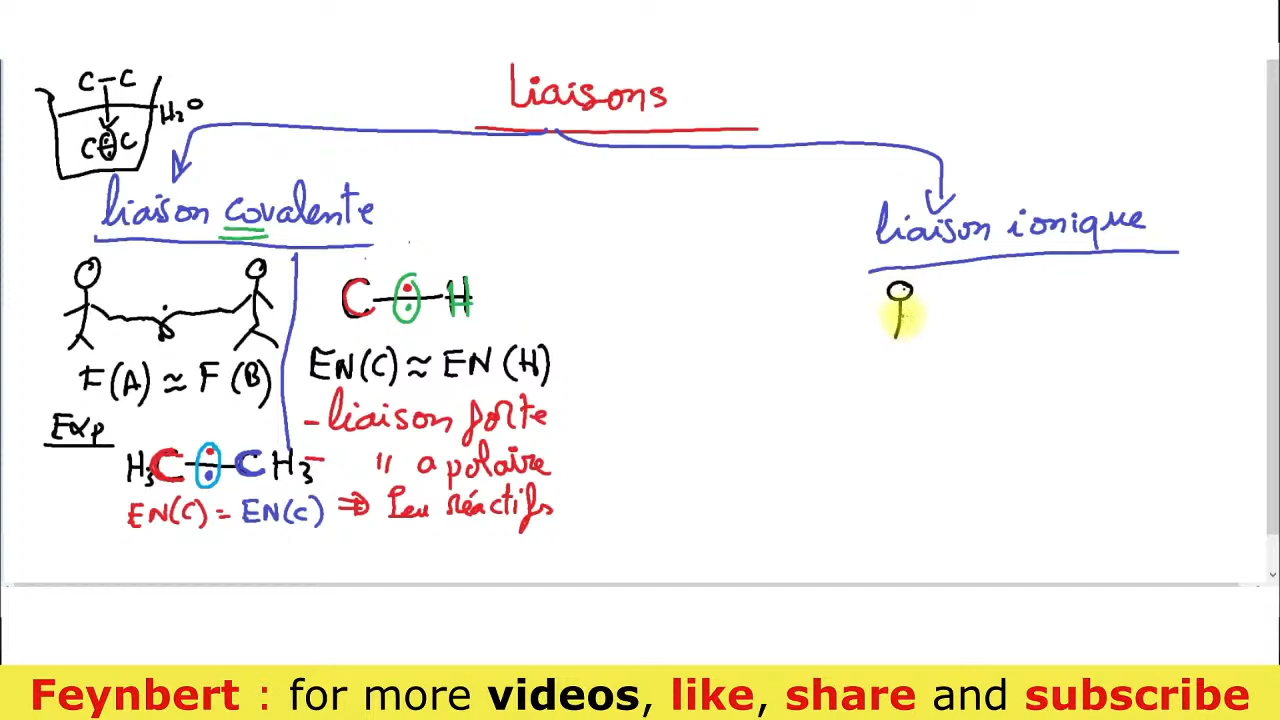 Liaisons
C-C
H₂O
C:C
liaison covalente
liaison ionique
C-H
F(A) ≈ F(B)
EN(C) ≈ EN(H)
Exp
- liaison forte
H₃C-CH₃
- " apolaire
EN(C) = EN(C)
⇒ Peu réactifs
Feynbert : for more videos, like, share and subscribe